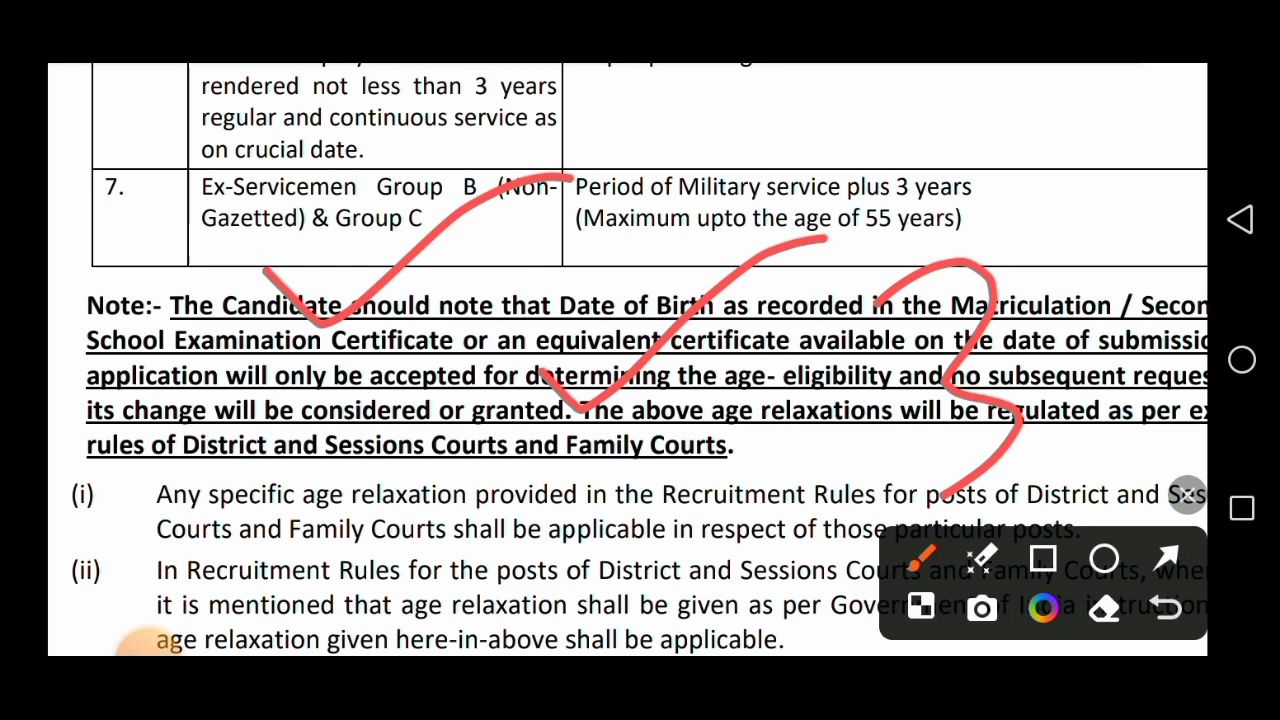 rendered not less than 3 years
regular and continuous service as
on crucial date.
7. Ex-Servicemen Group B (Non- Period of Military service plus 3 years
Gazetted) & Group C (Maximum upto the age of 55 years)
Note:- The Candidate should note that Date of Birth as recorded in the Matriculation / Secon
School Examination Certificate or an equivalent certificate available on the date of submissio
application will only be accepted for determining the age- eligibility and no subsequent reques
its change will be considered or granted. The above age relaxations will be regulated as per ex
rules of District and Sessions Courts and Family Courts.
(i) Any specific age relaxation provided in the Recruitment Rules for posts of District and Ses
Courts and Family Courts shall be applicable in respect of those particular posts.
(ii) In Recruitment Rules for the posts of District and Sessions Courts and Family Courts, wher
it is mentioned that age relaxation shall be given as per Government of India instruction
age relaxation given here-in-above shall be applicable.